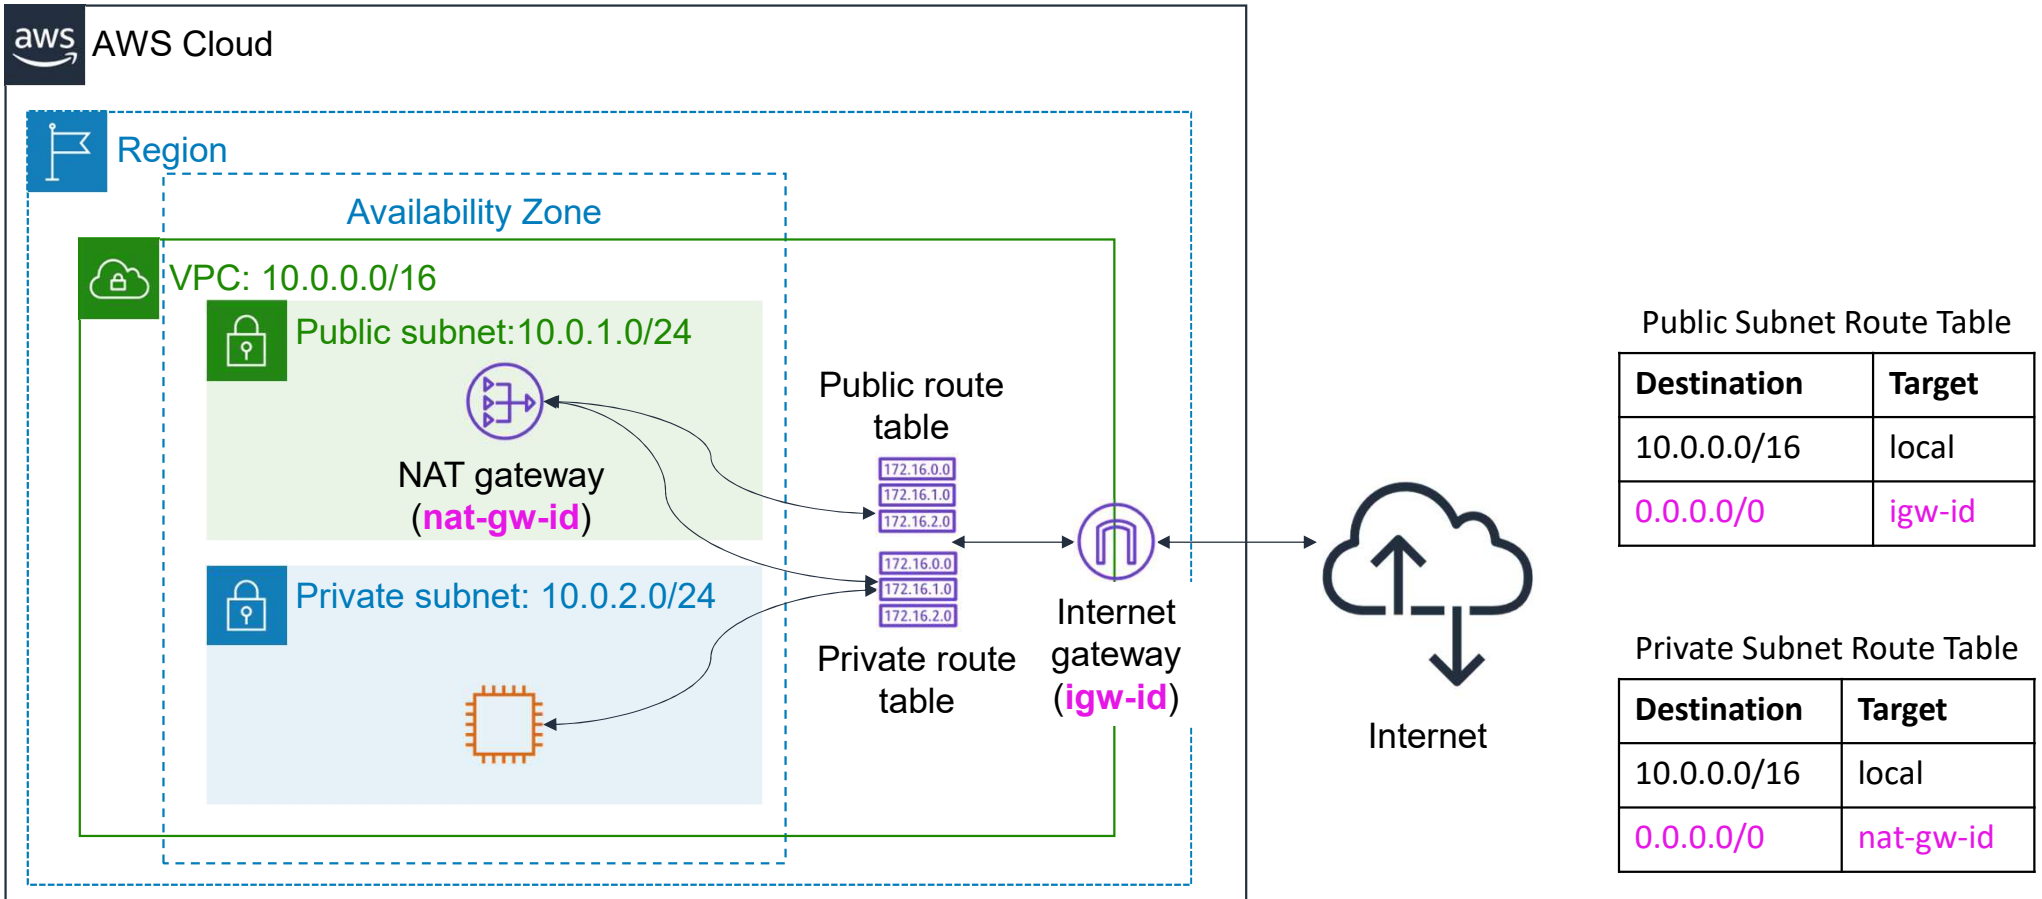 aws
AWS Cloud
Region
Availability Zone
VPC: 10.0.0.0/16
Public subnet:10.0.1.0/24
NAT gateway
(nat-gw-id)
Private subnet: 10.0.2.0/24
Public route
table
172.16.0.0
172.16.1.0
172.16.2.0
172.16.0.0
172.16.1.0
172.16.2.0
Private route
table
Internet
gateway
(igw-id)
Internet
Public Subnet Route Table
Destination Target
10.0.0.0/16 local
0.0.0.0/0 igw-id
Private Subnet Route Table
Destination Target
10.0.0.0/16 local
0.0.0.0/0 nat-gw-id